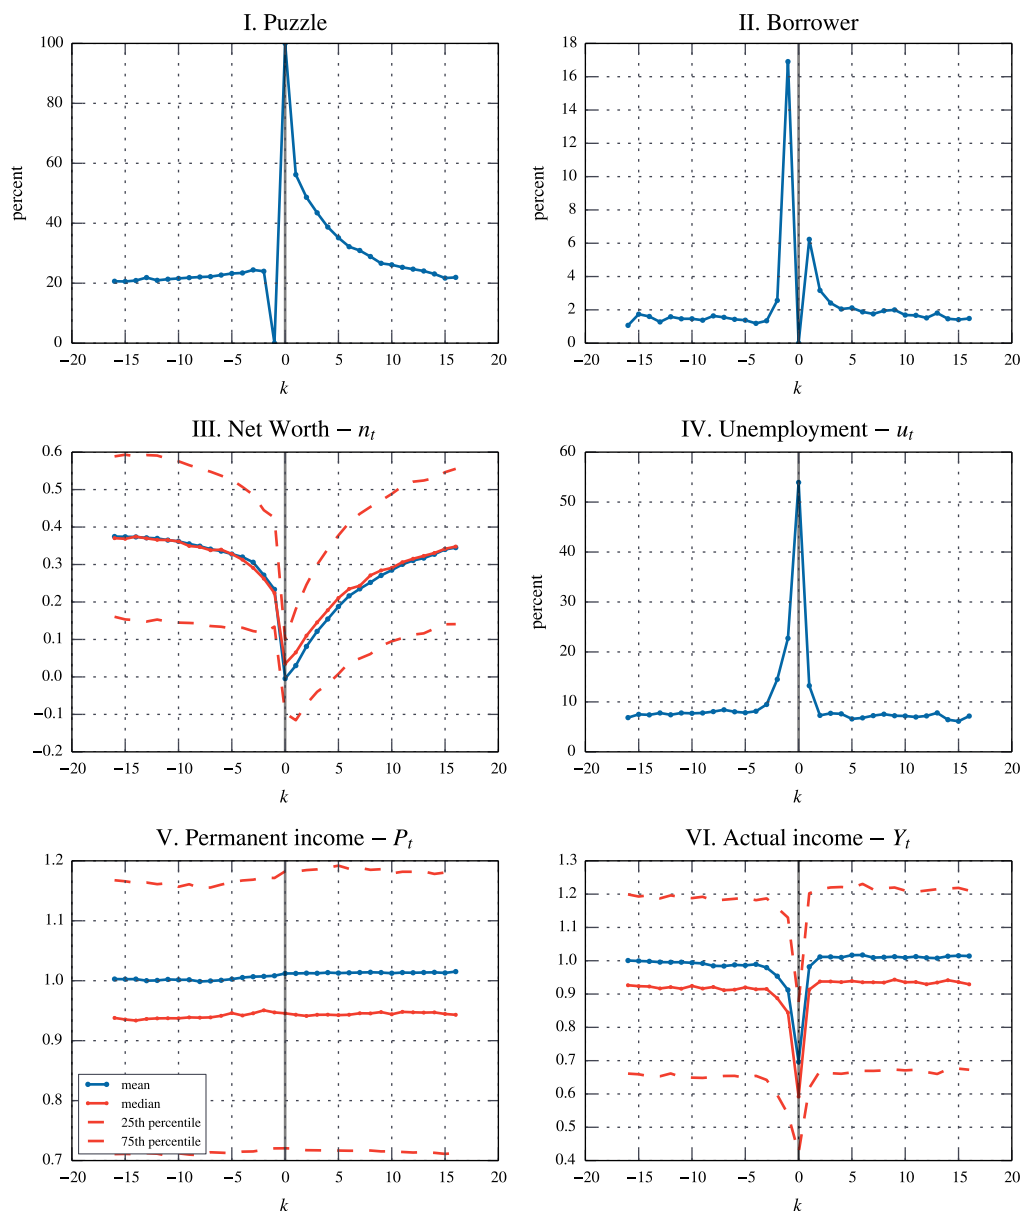 I. Puzzle
percent
100
80
60
40
20
0
−20 −15 −10 −5 0 5 10 15 20
k
II. Borrower
percent
18
16
14
12
10
8
6
4
2
0
−20 −15 −10 −5 0 5 10 15 20
k
III. Net Worth − nₜ
0.6
0.5
0.4
0.3
0.2
0.1
0.0
−0.1
−0.2
−20 −15 −10 −5 0 5 10 15 20
k
IV. Unemployment − uₜ
percent
60
50
40
30
20
10
0
−20 −15 −10 −5 0 5 10 15 20
k
V. Permanent income − Pₜ
1.2
1.1
1.0
0.9
0.8
0.7
mean
median
25th percentile
75th percentile
−20 −15 −10 −5 0 5 10 15 20
k
VI. Actual income − Yₜ
1.3
1.2
1.1
1.0
0.9
0.8
0.7
0.6
0.5
0.4
−20 −15 −10 −5 0 5 10 15 20
k